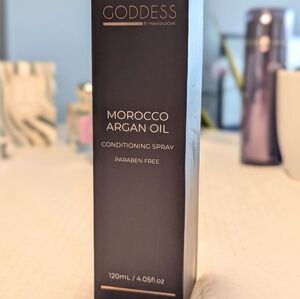 GODDESS
MOROCCO
ARGAN OIL
CONDITIONING SPRAY
PARABEN FREE
120mL / 4.05fl.oz